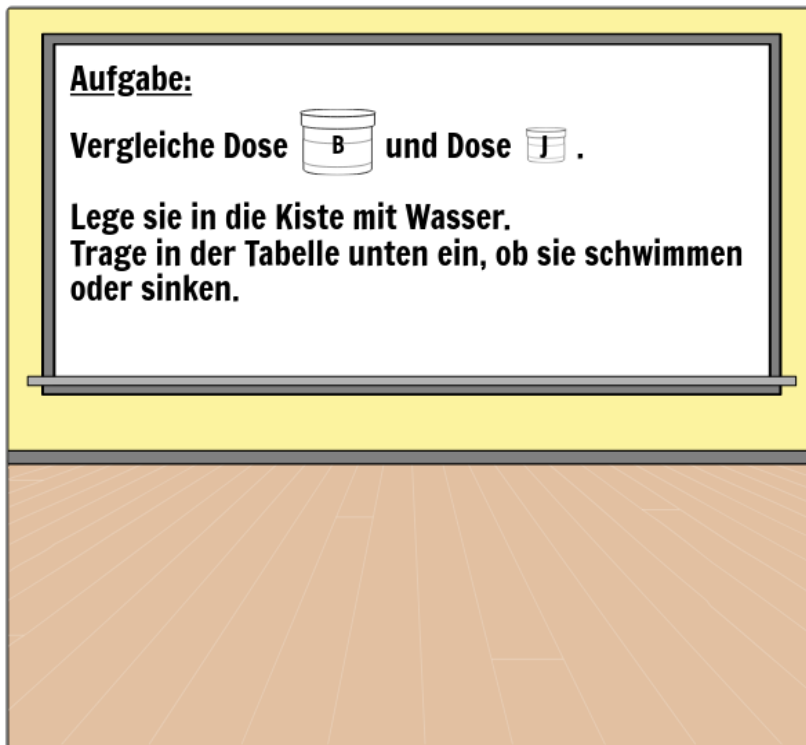 Aufgabe:
Vergleiche Dose B und Dose J .
Lege sie in die Kiste mit Wasser.
Trage in der Tabelle unten ein, ob sie schwimmen
oder sinken.